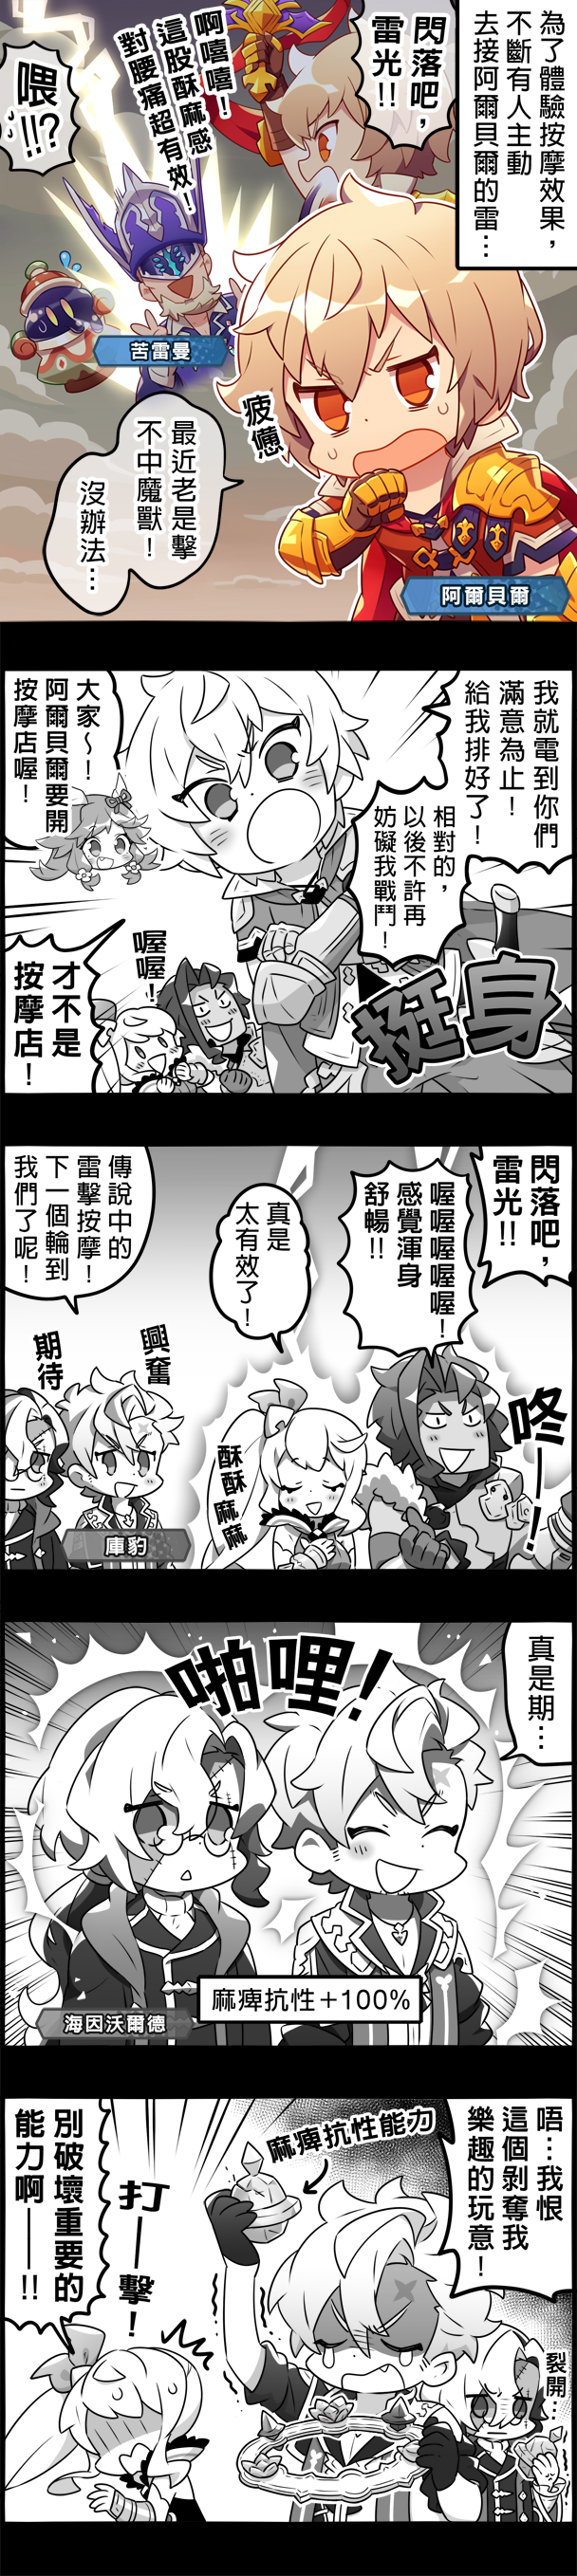 為了體驗按摩效果，
不斷有人主動
去接阿爾貝爾的雷…
閃落吧，
雷光!!
啊嘻嘻！
這股酥麻感
對腰痛超有效！
喂!!?
苦雷曼
疲憊
最近老是擊
不中魔獸！
沒辦法…
阿爾貝爾
我就電到你們
滿意為止！
給我排好了！
相對的，
以後不許再
妨礙我戰鬥！
挺身
大家～！
阿爾貝爾要開
按摩店喔！
喔喔！
才不是
按摩店！
閃落吧，
雷光!!
咚——！
喔喔喔喔喔！
感覺渾身
舒暢!!
真是
太有效了！
酥酥麻麻
傳說中的
雷擊按摩！
下一個輪到
我們了呢！
興奮
期待
庫豹
真是期…
啪哩！
麻痺抗性＋100%
海因沃爾德
唔…我恨
這個剝奪我
樂趣的玩意！
麻痺抗性能力
裂開…
打—擊！
別破壞重要的
能力啊——!!